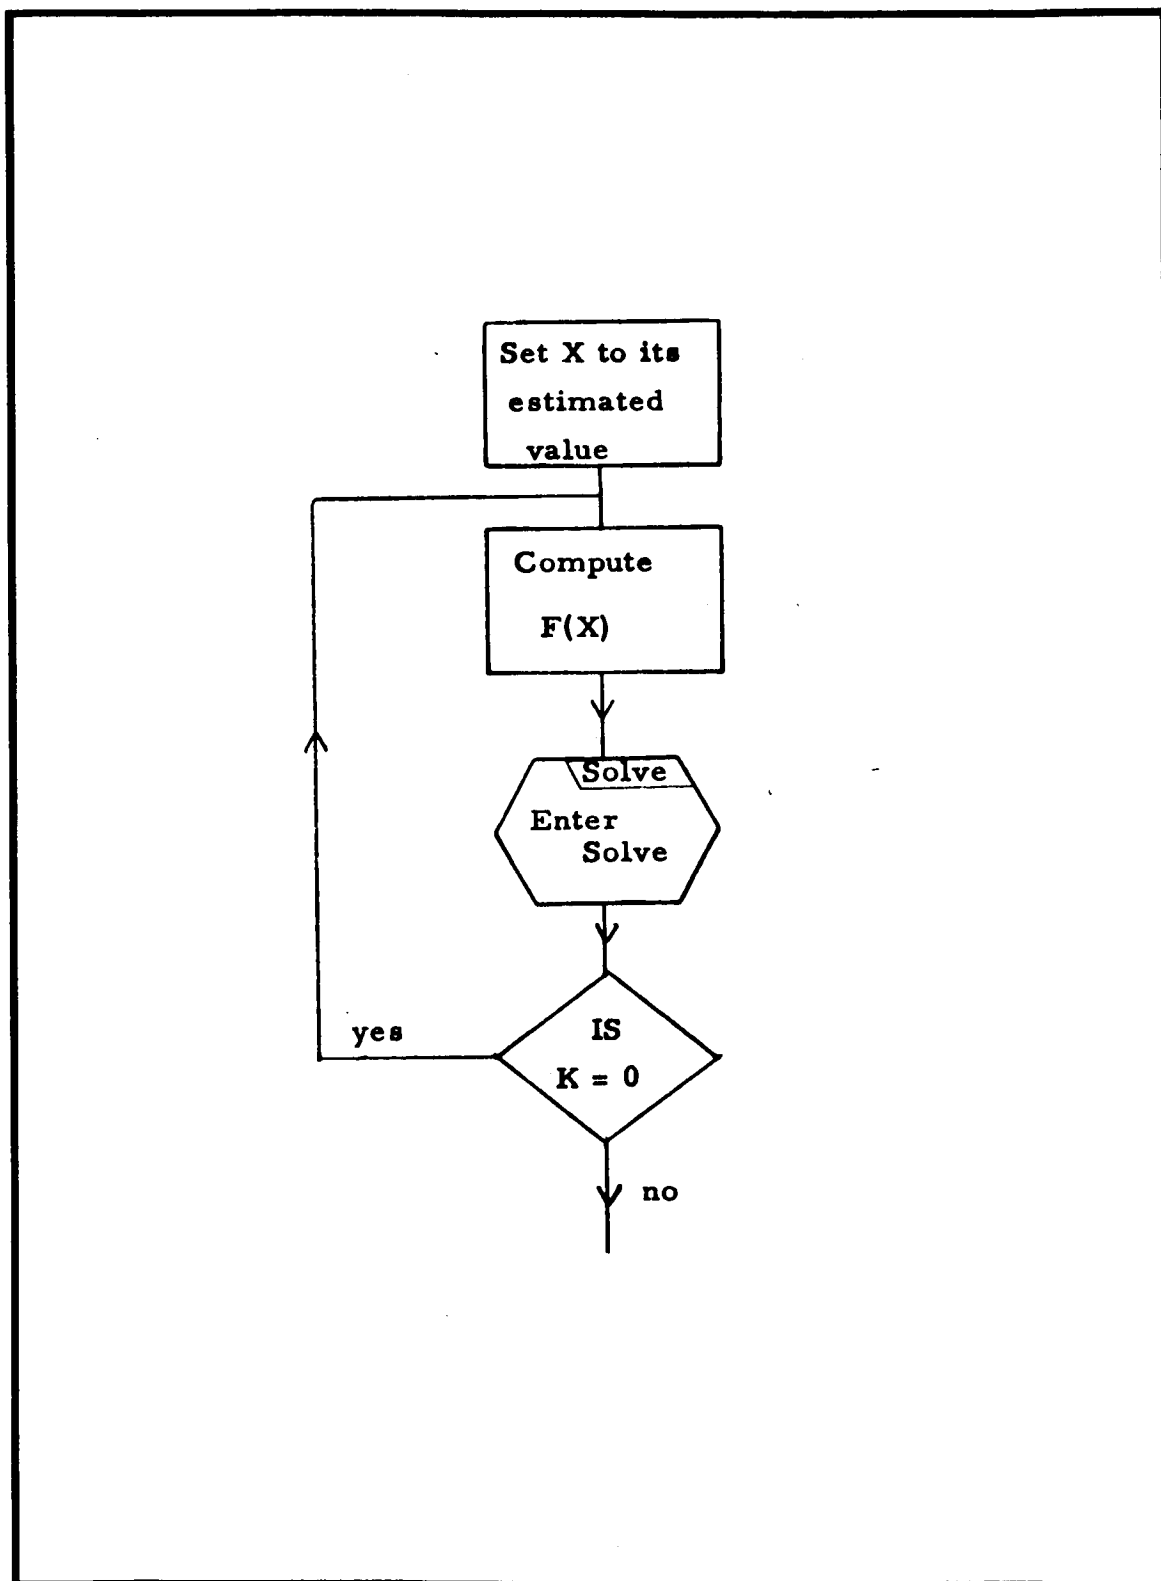 Set X to its
estimated
value
Compute
F(X)
Solve
Enter
Solve
IS
K = 0
yes
no